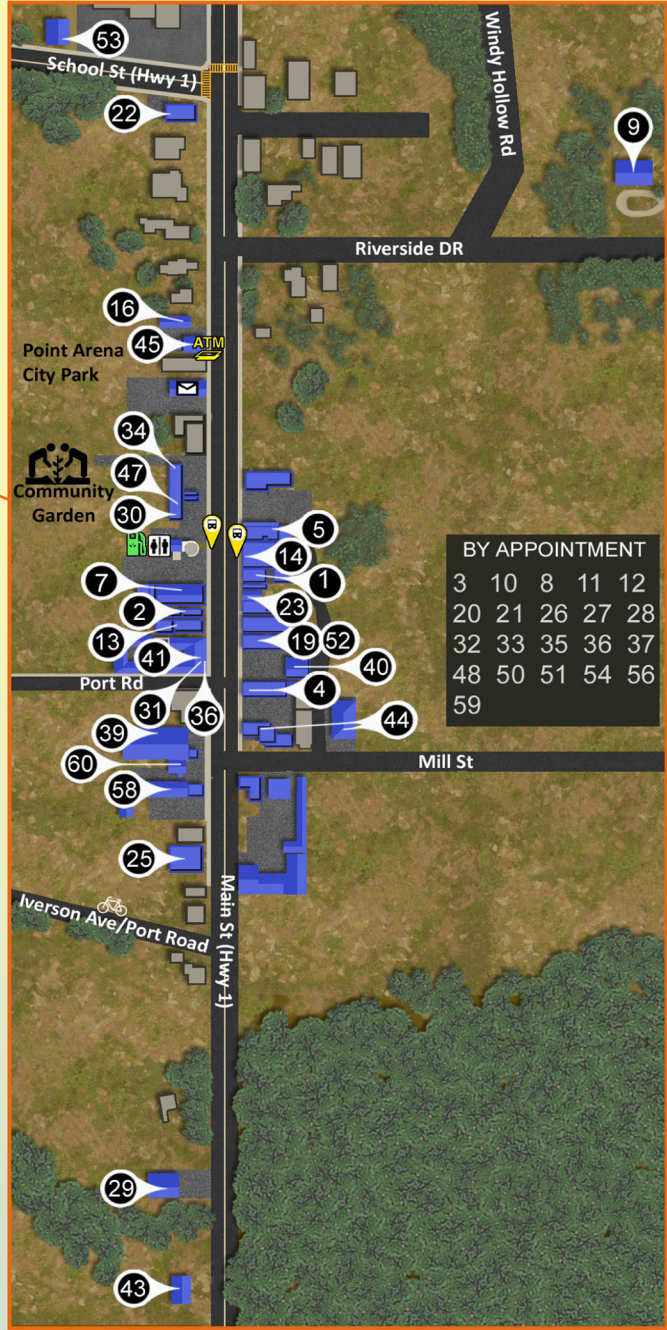 53
School St (Hwy 1)
22
Windy Hollow Rd
9
Riverside DR
16
45
ATM
Point Arena
City Park
34
47
Community
Garden
30
5
14
7
1
2
23
13
19
52
41
40
Port Rd
4
31
36
44
39
60
Mill St
58
25
BY APPOINTMENT
3 10 8 11 12
20 21 26 27 28
32 33 35 36 37
48 50 51 54 56
59
Iverson Ave/Port Road
Main St (Hwy 1)
29
43